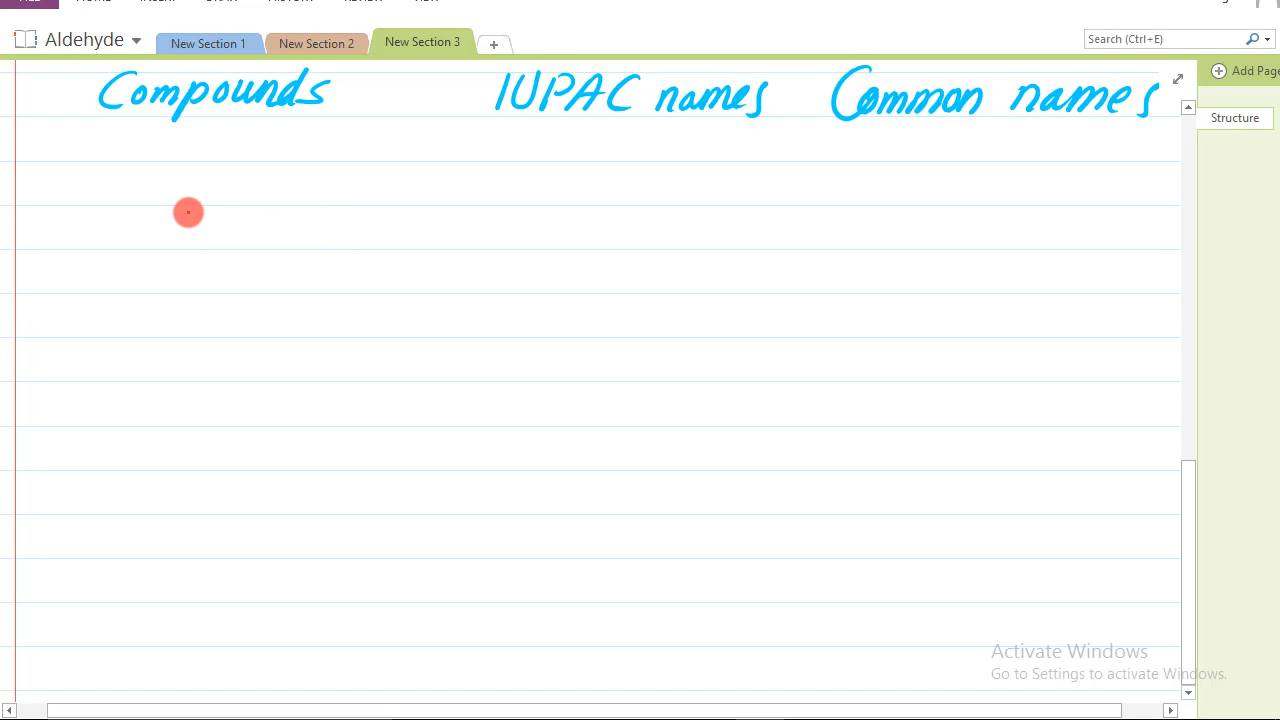 Aldehyde New Section 1 New Section 2 New Section 3 + Search (Ctrl+E)
Add Page
Compounds IUPAC names Common names
Structure
Activate Windows
Go to Settings to activate Windows.